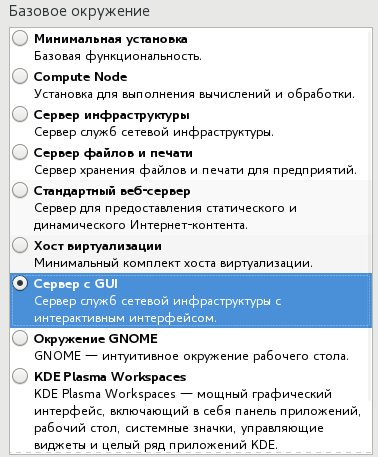 Базовое окружение
Минимальная установка
Базовая функциональность.
Compute Node
Установка для выполнения вычислений и обработки.
Сервер инфраструктуры
Сервер служб сетевой инфраструктуры.
Сервер файлов и печати
Сервер хранения файлов и печати для предприятий.
Стандартный веб-сервер
Сервер для предоставления статического и
динамического Интернет-контента.
Хост виртуализации
Минимальный комплект хоста виртуализации.
Сервер с GUI
Сервер служб сетевой инфраструктуры с
интерактивным интерфейсом.
Окружение GNOME
GNOME — интуитивное окружение рабочего стола.
KDE Plasma Workspaces
KDE Plasma Workspaces — мощный графический
интерфейс, включающий в себя панель приложений,
рабочий стол, системные значки, управляющие
виджеты и целый ряд приложений KDE.